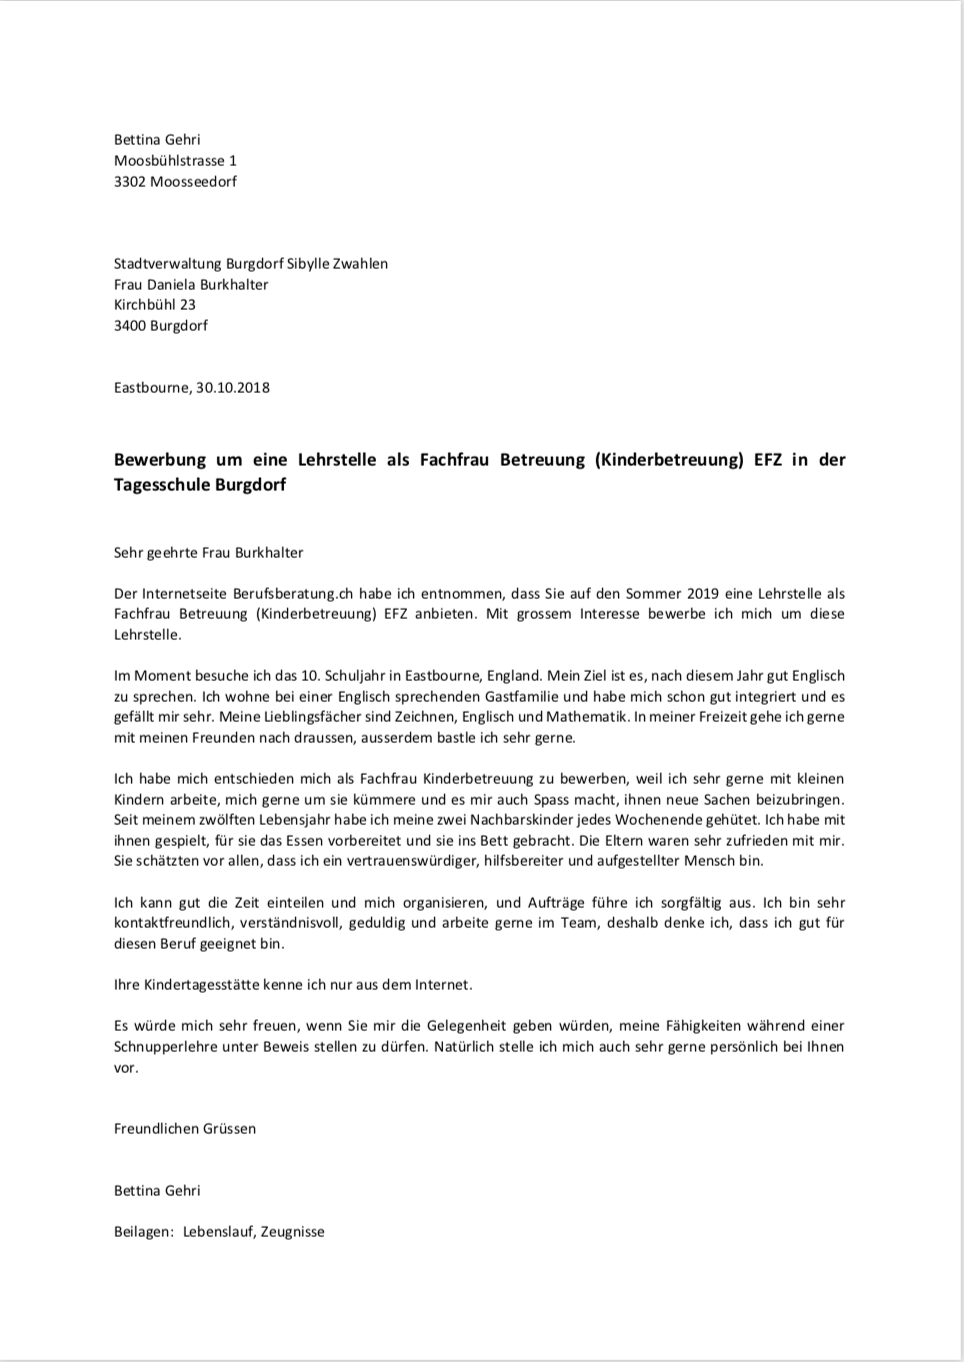 Bettina Gehri
Moosbühlstrasse 1
3302 Moosseedorf
Stadtverwaltung Burgdorf Sibylle Zwahlen
Frau Daniela Burkhalter
Kirchbühl 23
3400 Burgdorf
Eastbourne, 30.10.2018
Bewerbung um eine Lehrstelle als Fachfrau Betreuung (Kinderbetreuung) EFZ in der
Tagesschule Burgdorf
Sehr geehrte Frau Burkhalter
Der Internetseite Berufsberatung.ch habe ich entnommen, dass Sie auf den Sommer 2019 eine Lehrstelle als
Fachfrau Betreuung (Kinderbetreuung) EFZ anbieten. Mit grossem Interesse bewerbe ich mich um diese
Lehrstelle.
Im Moment besuche ich das 10. Schuljahr in Eastbourne, England. Mein Ziel ist es, nach diesem Jahr gut Englisch
zu sprechen. Ich wohne bei einer Englisch sprechenden Gastfamilie und habe mich schon gut integriert und es
gefällt mir sehr. Meine Lieblingsfächer sind Zeichnen, Englisch und Mathematik. In meiner Freizeit gehe ich gerne
mit meinen Freunden nach draussen, ausserdem bastle ich sehr gerne.
Ich habe mich entschieden mich als Fachfrau Kinderbetreuung zu bewerben, weil ich sehr gerne mit kleinen
Kindern arbeite, mich gerne um sie kümmere und es mir auch Spass macht, ihnen neue Sachen beizubringen.
Seit meinem zwölften Lebensjahr habe ich meine zwei Nachbarskinder jedes Wochenende gehütet. Ich habe mit
ihnen gespielt, für sie das Essen vorbereitet und sie ins Bett gebracht. Die Eltern waren sehr zufrieden mit mir.
Sie schätzten vor allen, dass ich ein vertrauenswürdiger, hilfsbereiter und aufgestellter Mensch bin.
Ich kann gut die Zeit einteilen und mich organisieren, und Aufträge führe ich sorgfältig aus. Ich bin sehr
kontaktfreundlich, verständnisvoll, geduldig und arbeite gerne im Team, deshalb denke ich, dass ich gut für
diesen Beruf geeignet bin.
Ihre Kindertagesstätte kenne ich nur aus dem Internet.
Es würde mich sehr freuen, wenn Sie mir die Gelegenheit geben würden, meine Fähigkeiten während einer
Schnupperlehre unter Beweis stellen zu dürfen. Natürlich stelle ich mich auch sehr gerne persönlich bei Ihnen
vor.
Freundlichen Grüssen
Bettina Gehri
Beilagen: Lebenslauf, Zeugnisse